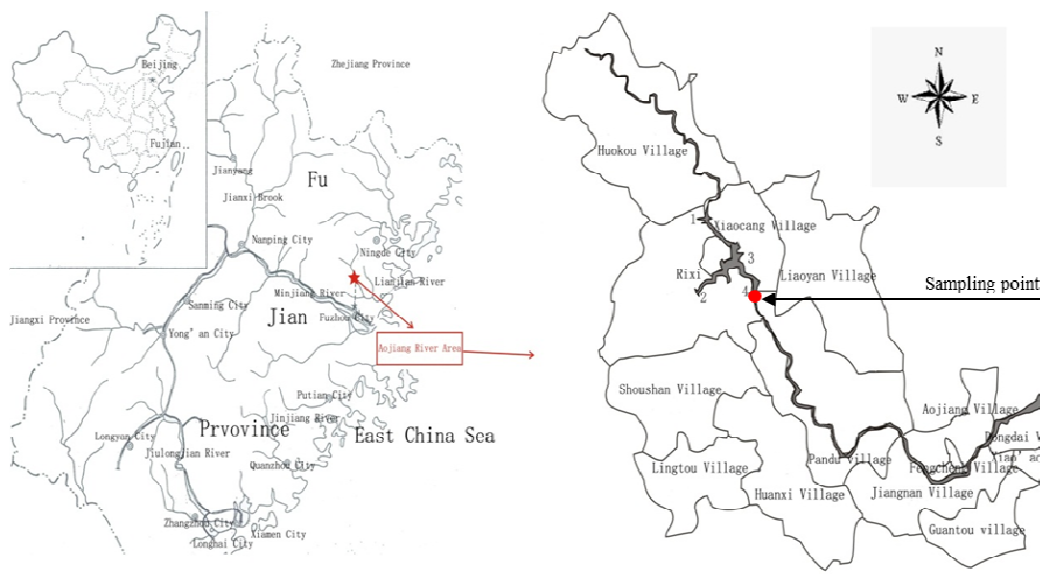 Beijing
Fujian
Zhejiang Province
Jianyang
Fu
Jianxi Brook
Nanping City
Ningde City
Lianjian River
Minjiang River
Sanming City
Jian
Fuzhou City
Jiangxi Province
Yong' an City
Aojiang River Area
Putian City
Jinjiang River
Prvovince
East China Sea
Longyan City
Jiulongjian River
Quanzhou City
Zhangzhou City
Xiamen City
Longhai City
N
W
E
S
Huokou Village
1
Xiaocang Village
3
Rixi
Liaoyan Village
2
4
Sampling point
Shoushan Village
Aojiang Village
Pandu Village
Fengcheng Village
Lingtou Village
Huanxi Village
Jiangnan Village
Guantou village